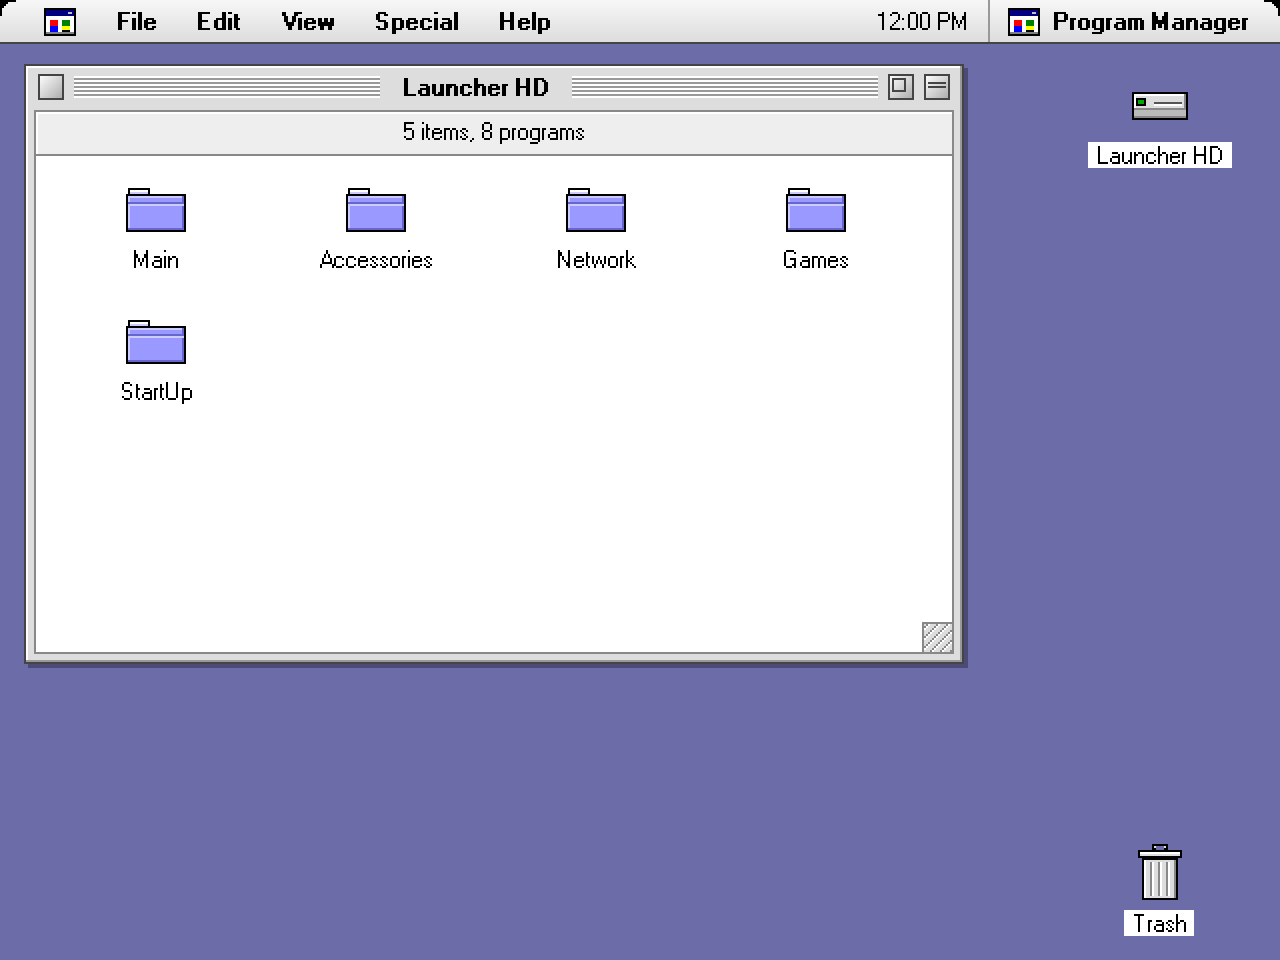 File Edit View Special Help 12:00 PM Program Manager
Launcher HD
5 items, 8 programs
Main Accessories Network Games
StartUp
Launcher HD
Trash